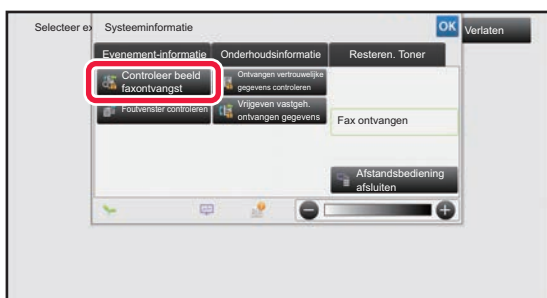 Selecteer ex
Systeeminformatie
OK
Verlaten
Evenement-informatie
Onderhoudsinformatie
Resteren. Toner
Controleer beeld
faxontvangst
Ontvangen vertrouwelijke
gegevens controleren
Foutvenster controleren
Vrijgeven vastgeh.
ontvangen gegevens
Fax ontvangen
Afstandsbediening
afsluiten